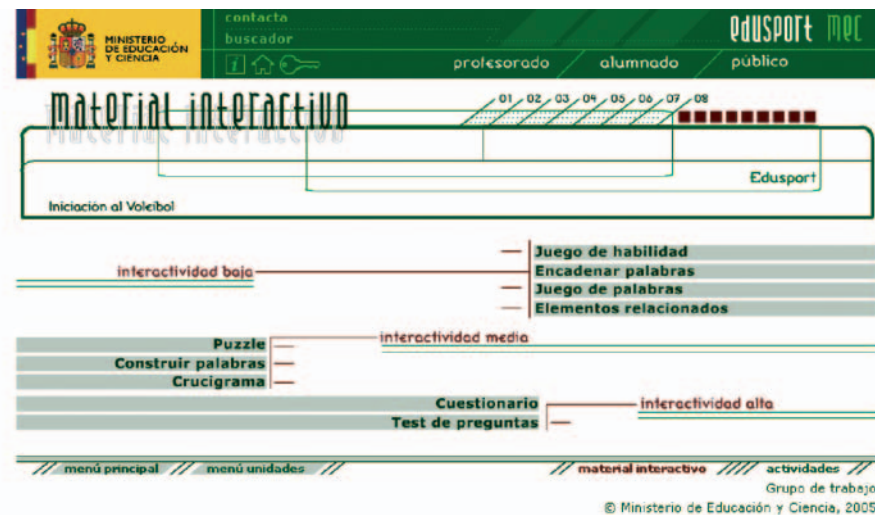 MINISTERIO
DE EDUCACIÓN
Y CIENCIA
contacta
buscador
edusport mec
profesorado alumnado público
material interactivo
01 02 03 04 05 06 07 08
Edusport
Iniciación al Voleibol
Juego de habilidad
interactividad baja
Encadenar palabras
Juego de palabras
Elementos relacionados
interactividad media
Puzzle
Construir palabras
Crucigrama
Cuestionario
interactividad alta
Test de preguntas
menú principal // menú unidades //
// material interactivo //// actividades //
Grupo de trabajo
© Ministerio de Educación y Ciencia, 2005